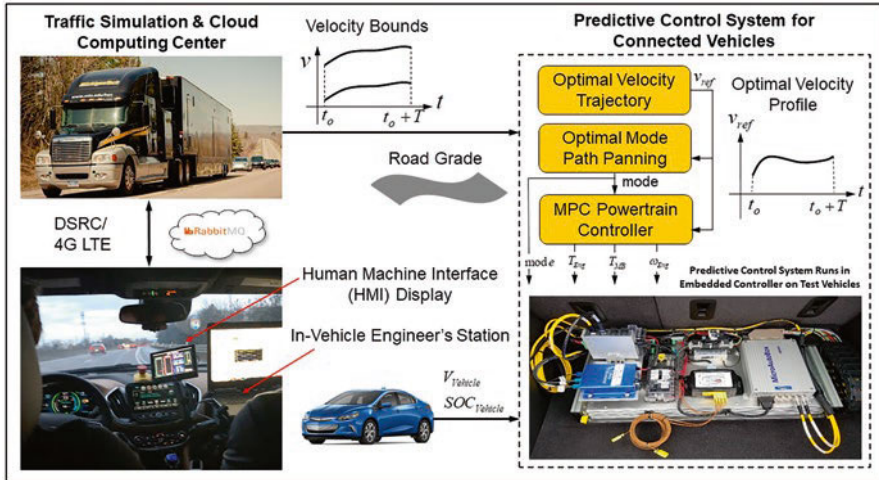 Traffic Simulation & Cloud
Computing Center
Velocity Bounds
v
t
t_o
t_o + T
Predictive Control System for
Connected Vehicles
Optimal Velocity
Trajectory
v_ref
Optimal Velocity
Profile
v_ref
t
t_o
t_o + T
Optimal Mode
Path Panning
mode
MPC Powertrain
Controller
mode
T_Eng
T_MB
ω_Eng
Road Grade
DSRC/
4G LTE
RabbitMQ
Human Machine Interface
(HMI) Display
In-Vehicle Engineer's Station
V_Vehicle
SOC_Vehicle
Predictive Control System Runs in
Embedded Controller on Test Vehicles
MicroAutoBox